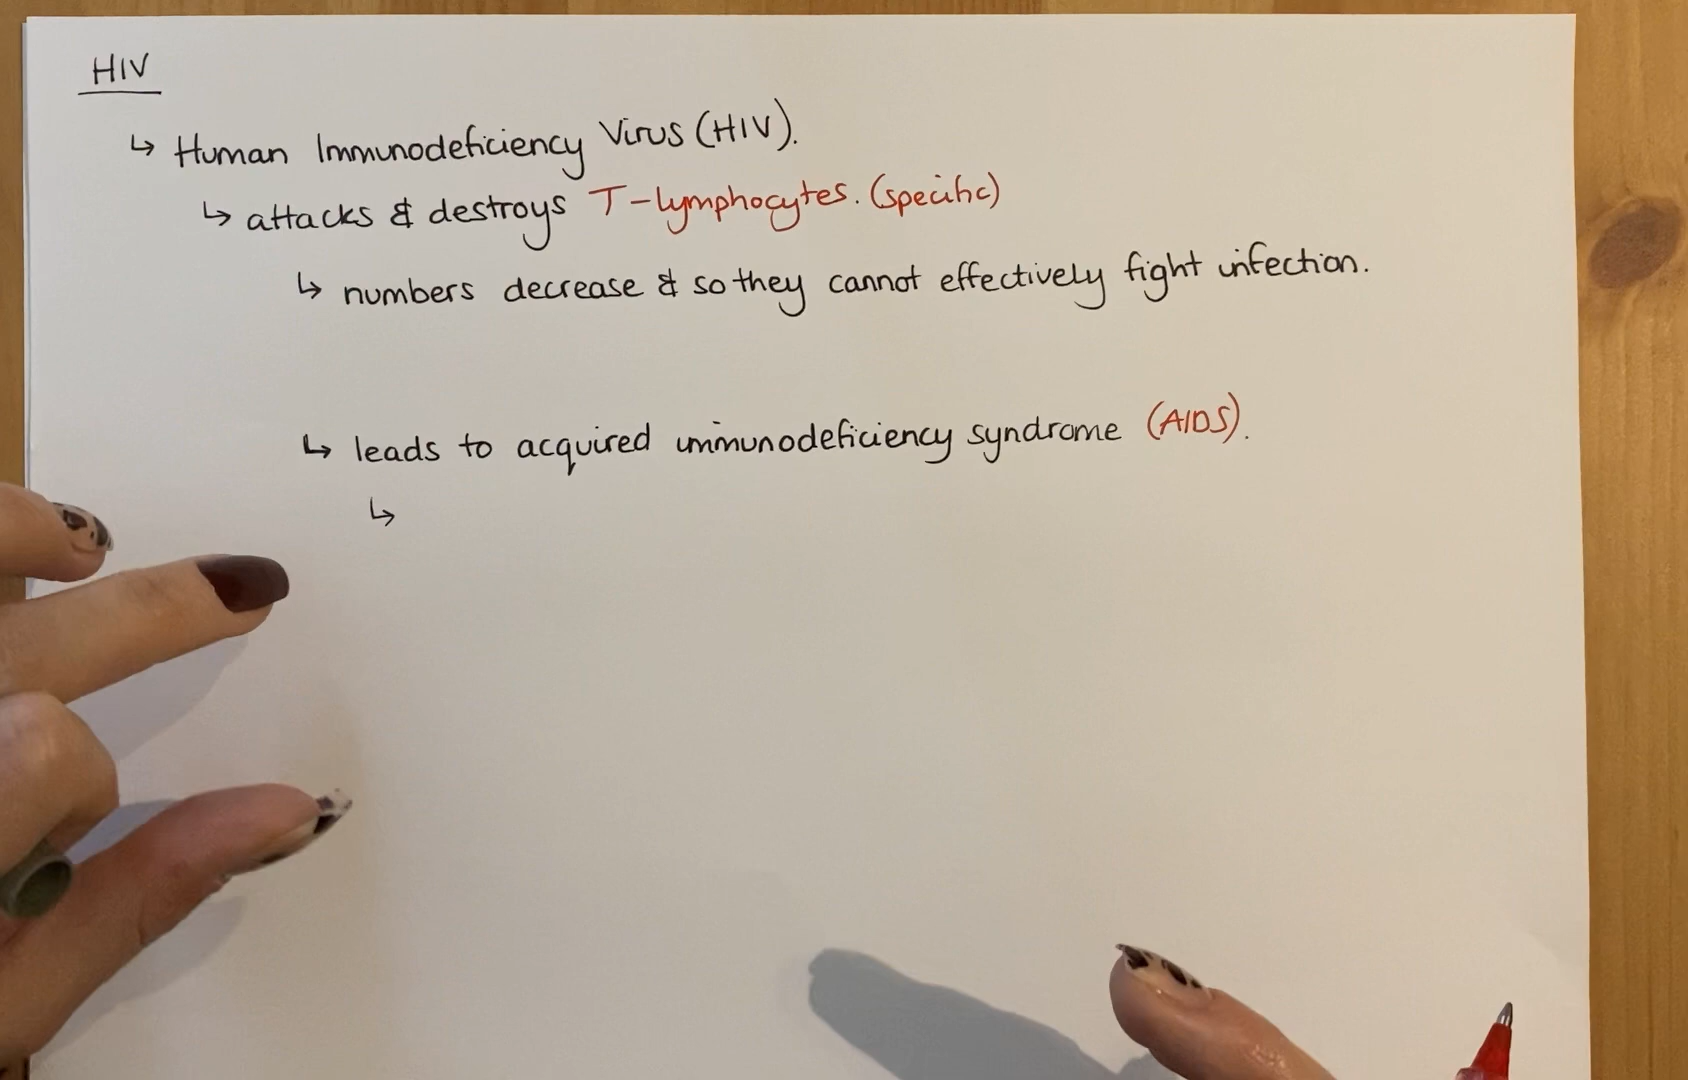 HIV
↳ Human Immunodeficiency Virus (HIV).
↳ attacks & destroys T-lymphocytes. (specific)
↳ numbers decrease & so they cannot effectively fight infection.
↳ leads to acquired immunodeficiency syndrome (AIDS).
↳